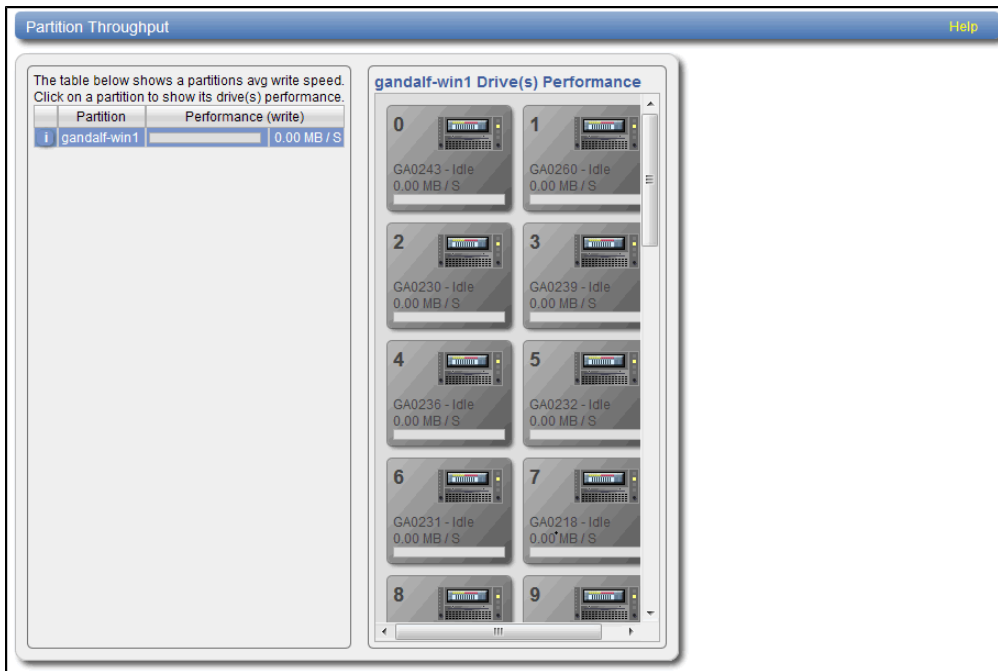 Partition Throughput Help
The table below shows a partitions avg write speed.
Click on a partition to show its drive(s) performance.
Partition Performance (write)
i gandalf-win1 0.00 MB / S
gandalf-win1 Drive(s) Performance
0 1
GA0243 - Idle GA0260 - Idle
0.00 MB / S 0.00 MB / S
2 3
GA0230 - Idle GA0239 - Idle
0.00 MB / S 0.00 MB / S
4 5
GA0236 - Idle GA0232 - Idle
0.00 MB / S 0.00 MB / S
6 7
GA0231 - Idle GA0218 - Idle
0.00 MB / S 0.00 MB / S
8 9